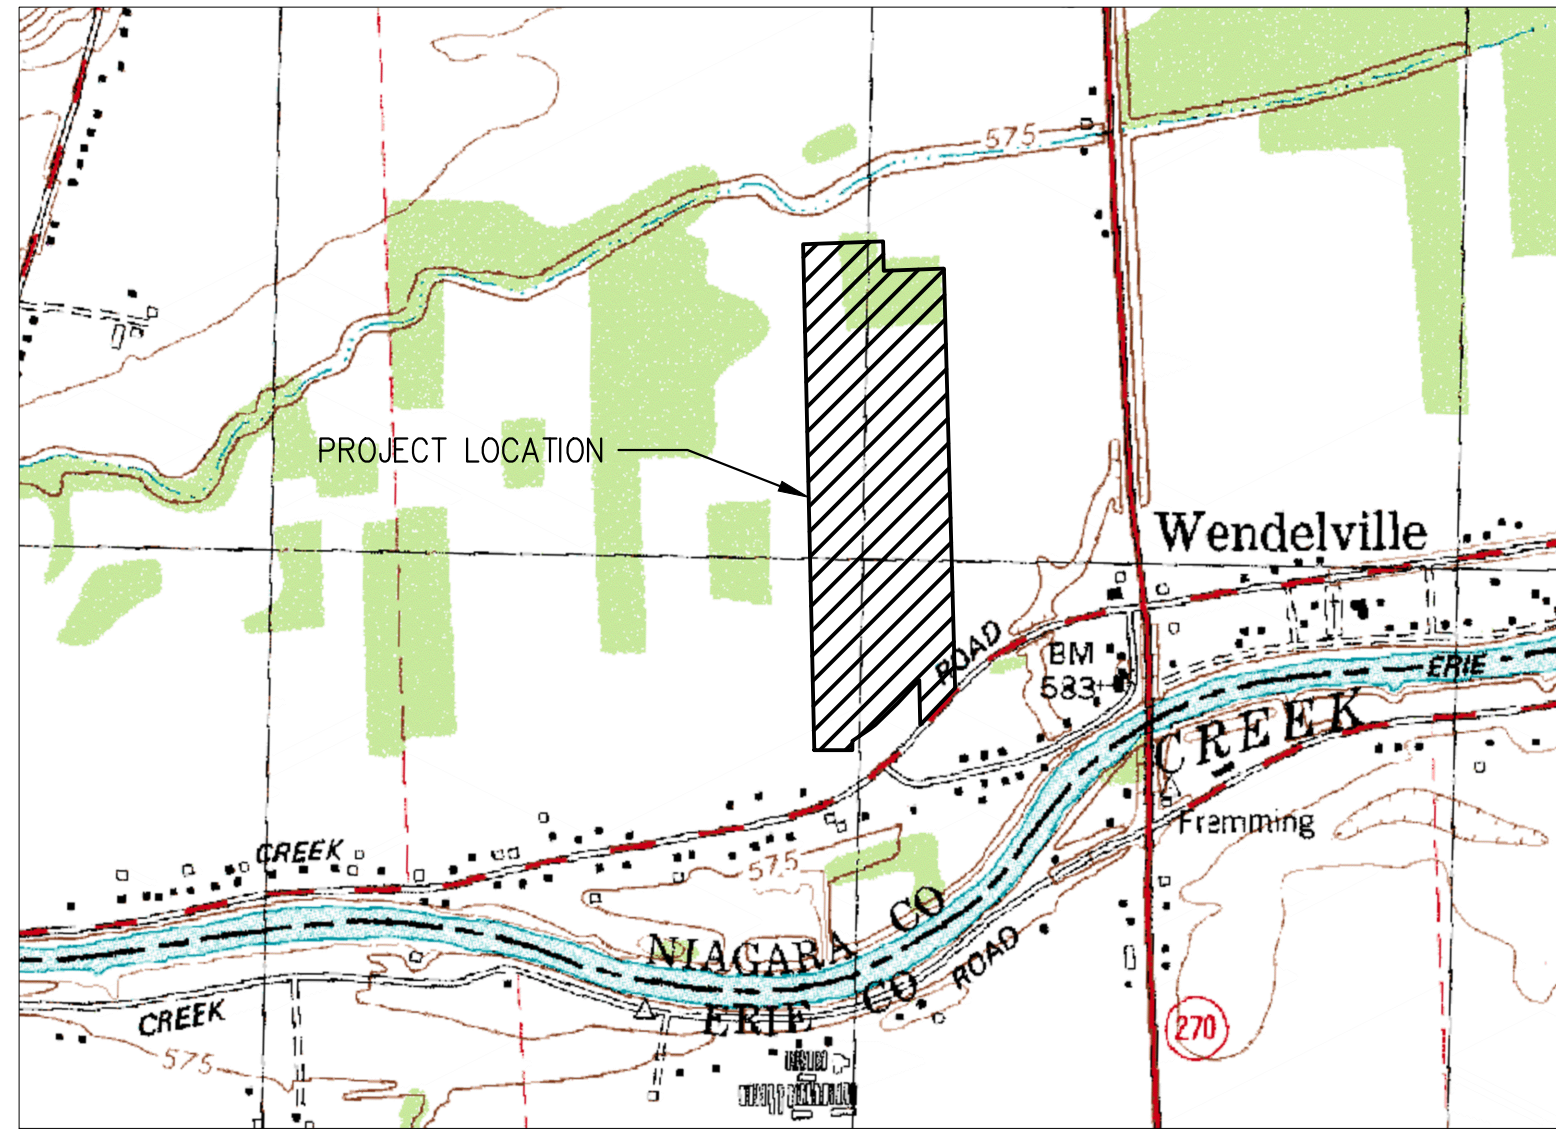 575
PROJECT LOCATION
Wendelville
ROAD
BM
583
ERIE
CREEK
Fremming
CREEK
575
NIAGARA CO
ERIE CO
ROAD
CREEK
270
575